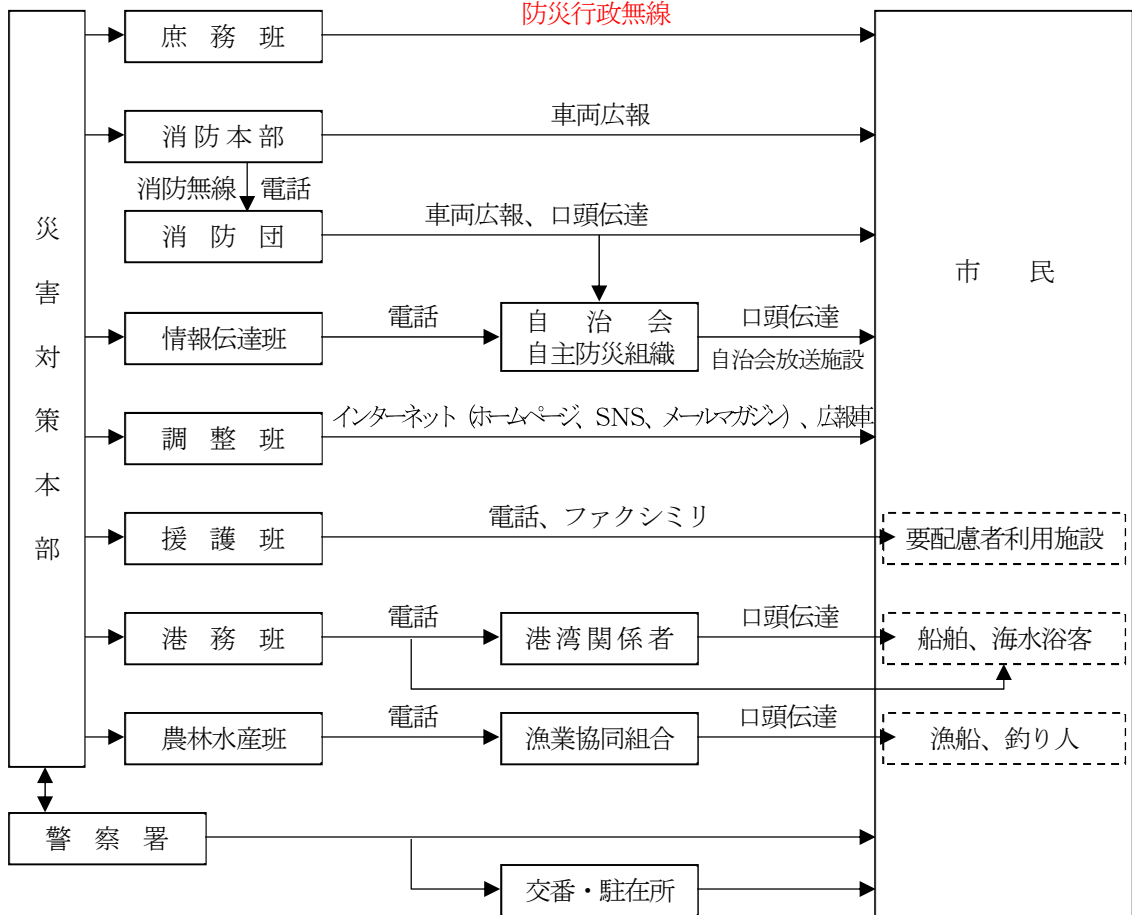 防災行政無線
庶務班
消防本部
車両広報
消防無線 電話
消防団
車両広報、口頭伝達
災害対策本部
市民
情報伝達班
電話
自治会
自主防災組織
口頭伝達
自治会放送施設
調整班
インターネット（ホームページ、SNS、メールマガジン）、広報車
援護班
電話、ファクシミリ
要配慮者利用施設
港務班
電話
港湾関係者
口頭伝達
船舶、海水浴客
農林水産班
電話
漁業協同組合
口頭伝達
漁船、釣り人
警察署
交番・駐在所